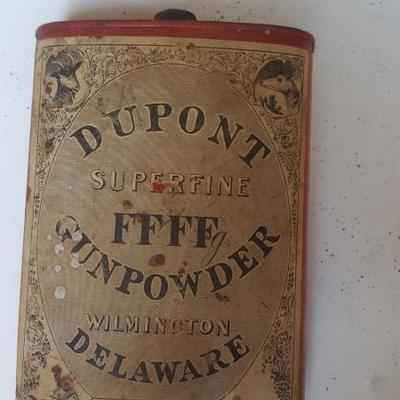 DUPONT
SUPERFINE
FFFFg
GUNPOWDER
WILMINGTON
DELAWARE